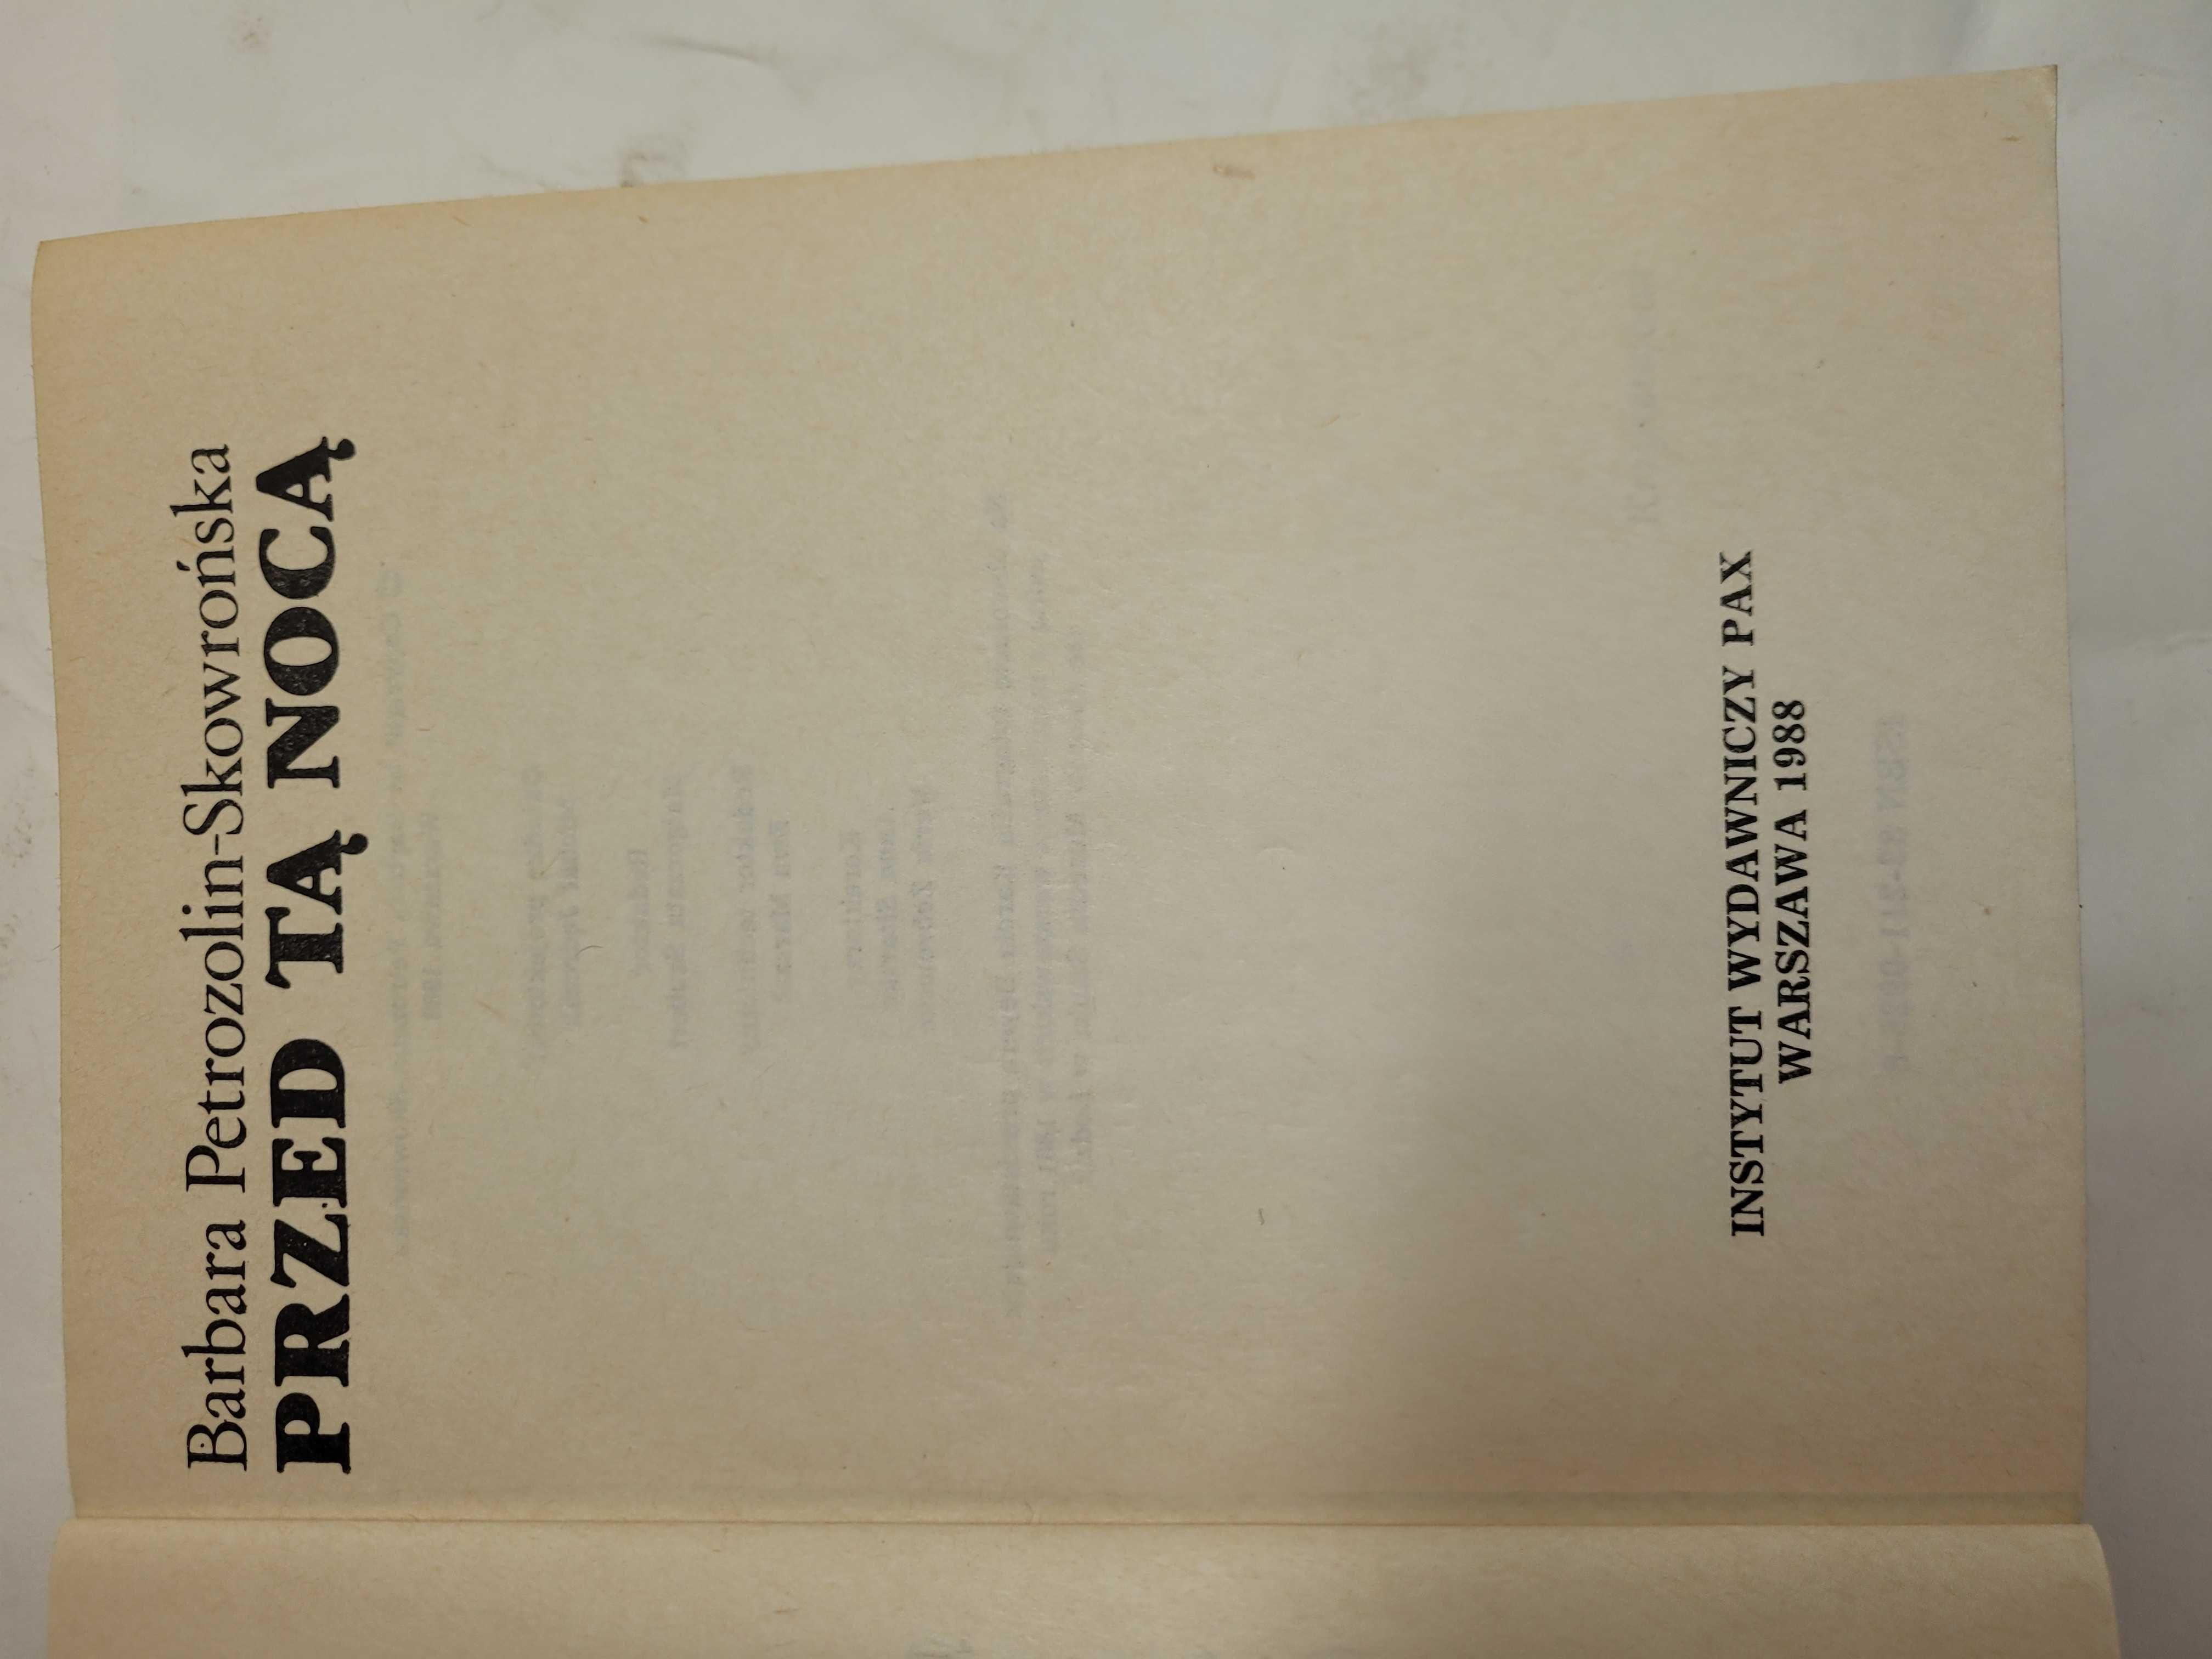 Barbara Petrozolin-Skowrońska
PRZED TĄ NOCĄ
INSTYTUT WYDAWNICZY PAX
WARSZAWA 1988